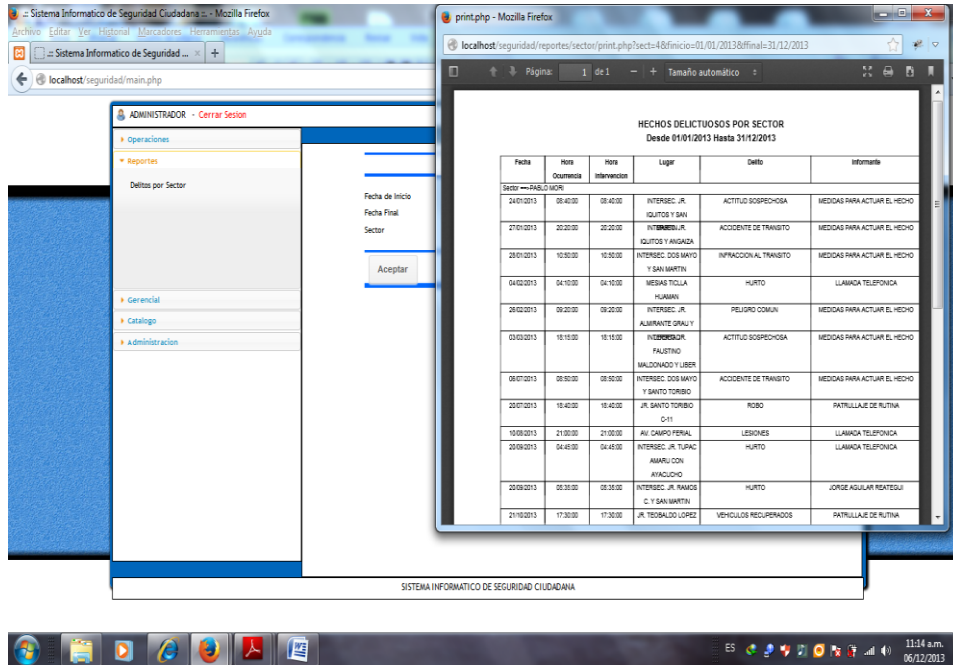 .:: Sistema Informatico de Seguridad Ciudadana ::. - Mozilla Firefox
Archivo Editar Ver Historial Marcadores Herramientas Ayuda
.:: Sistema Informatico de Seguridad ... × +
localhost/seguridad/main.php
ADMINISTRADOR - Cerrar Sesion
Operaciones
Reportes
Delitos por Sector
Gerencial
Catalogo
Administracion
Fecha de Inicio
Fecha Final
Sector
Aceptar
SISTEMA INFORMATICO DE SEGURIDAD CIUDADANA
print.php - Mozilla Firefox
localhost/seguridad/reportes/sector/print.php?sect=4&finicio=01/01/2013&ffinal=31/12/2013
Página: 1 de 1 − + Tamaño automático
HECHOS DELICTUOSOS POR SECTOR
Desde 01/01/2013 Hasta 31/12/2013
Fecha Hora Hora Lugar Delito Informante
Ocurrencia Intervencion
Sector ==>PABLO MORI
24/01/2013 08:40:00 08:40:00 INTERSEC. JR. ACTITUD SOSPECHOSA MEDIDAS PARA ACTUAR EL HECHO
IQUITOS Y SAN
27/01/2013 20:20:00 20:20:00 JR. ACCIDENTE DE TRANSITO MEDIDAS PARA ACTUAR EL HECHO
IQUITOS Y ANGAIZA
28/01/2013 10:50:00 10:50:00 INTERSEC. DOS MAYO INFRACCION AL TRANSITO MEDIDAS PARA ACTUAR EL HECHO
Y SAN MARTIN
04/02/2013 04:10:00 04:10:00 MESIAS TICLLA HURTO LLAMADA TELEFONICA
HUAMAN
26/02/2013 09:20:00 09:20:00 INTERSEC. JR. PELIGRO COMUN MEDIDAS PARA ACTUAR EL HECHO
ALMIRANTE GRAU Y
03/03/2013 18:15:00 18:15:00 JR. ACTITUD SOSPECHOSA MEDIDAS PARA ACTUAR EL HECHO
FAUSTINO
MALDONADO Y LIBER
06/07/2013 08:50:00 08:50:00 INTERSEC. DOS MAYO ACCIDENTE DE TRANSITO MEDIDAS PARA ACTUAR EL HECHO
Y SANTO TORIBIO
20/07/2013 18:40:00 18:40:00 JR. SANTO TORIBIO ROBO PATRULLAJE DE RUTINA
C-11
10/08/2013 21:00:00 21:00:00 AV. CAMPO FERIAL LESIONES LLAMADA TELEFONICA
20/09/2013 04:45:00 04:45:00 INTERSEC. JR. TUPAC HURTO LLAMADA TELEFONICA
AMARU CON
AYACUCHO
20/09/2013 05:35:00 05:35:00 INTERSEC. JR. RAMOS HURTO JORGE AGUILAR REATEGUI
C. Y SAN MARTIN
21/10/2013 17:30:00 17:30:00 JR. TEOBALDO LOPEZ VEHICULOS RECUPERADOS PATRULLAJE DE RUTINA
ES 11:14 a.m.
06/12/2013